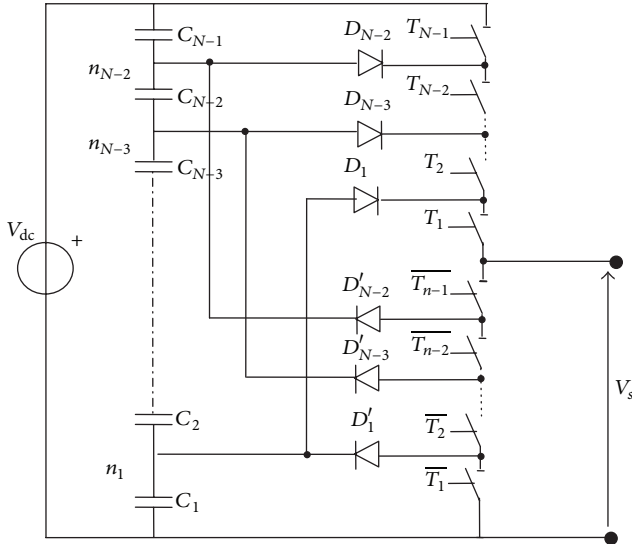 C_{N−1}
D_{N−2}
T_{N−1}
n_{N−2}
C_{N−2}
D_{N−3}
T_{N−2}
n_{N−3}
C_{N−3}
D_1
T_2
T_1
V_{dc}
+
D′_{N−2}
\overline{T_{n−1}}
D′_{N−3}
\overline{T_{n−2}}
V_s
C_2
D′_1
\overline{T_2}
n_1
C_1
\overline{T_1}